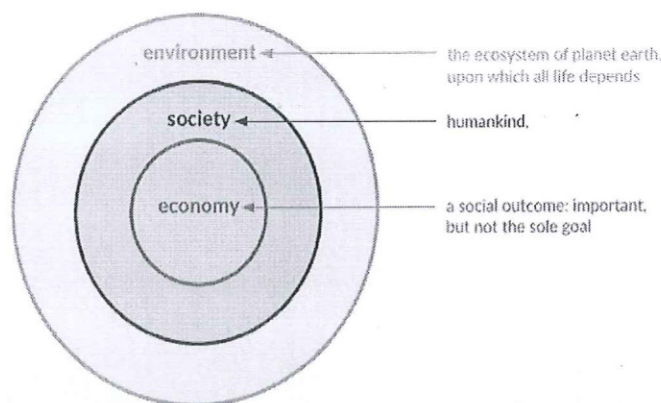 environment
the ecosystem of planet earth,
upon which all life depends
society
humankind,
economy
a social outcome: important,
but not the sole goal